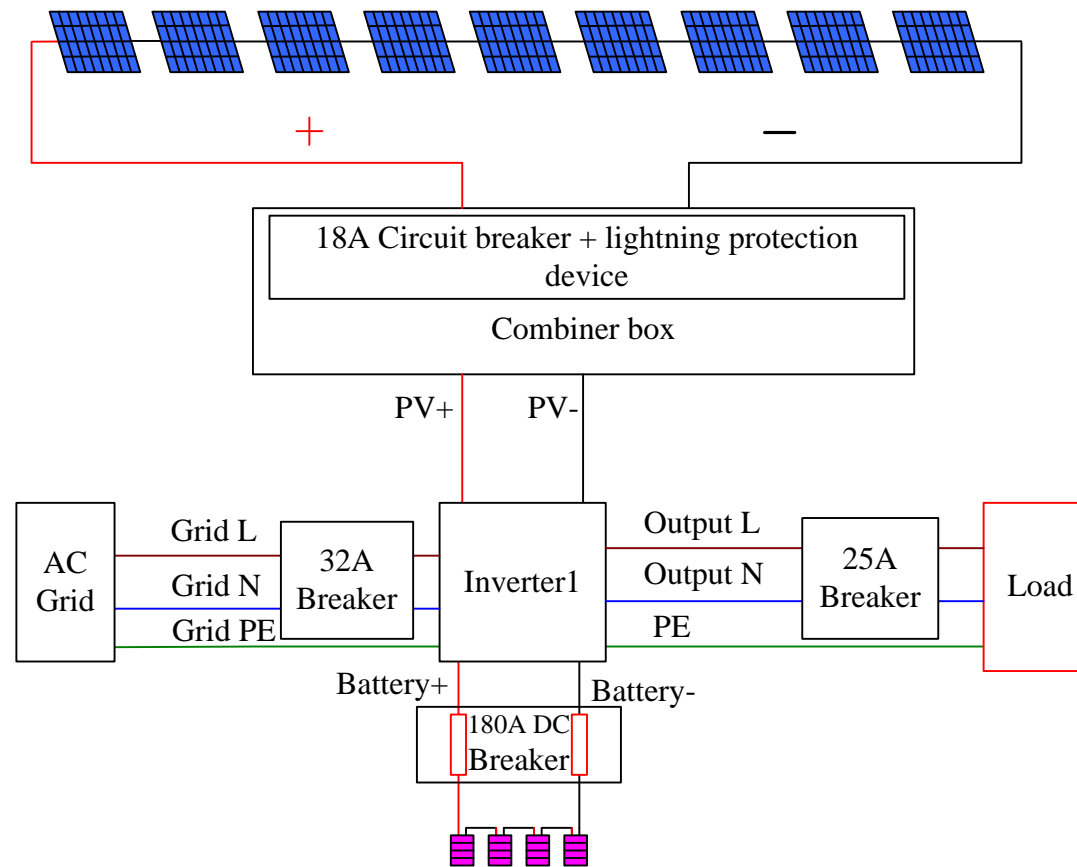 +
−
18A Circuit breaker + lightning protection
device
Combiner box
PV+
PV-
AC
Grid
Grid L
Grid N
Grid PE
32A
Breaker
Inverter1
Output L
Output N
PE
25A
Breaker
Load
Battery+
Battery-
180A DC
Breaker